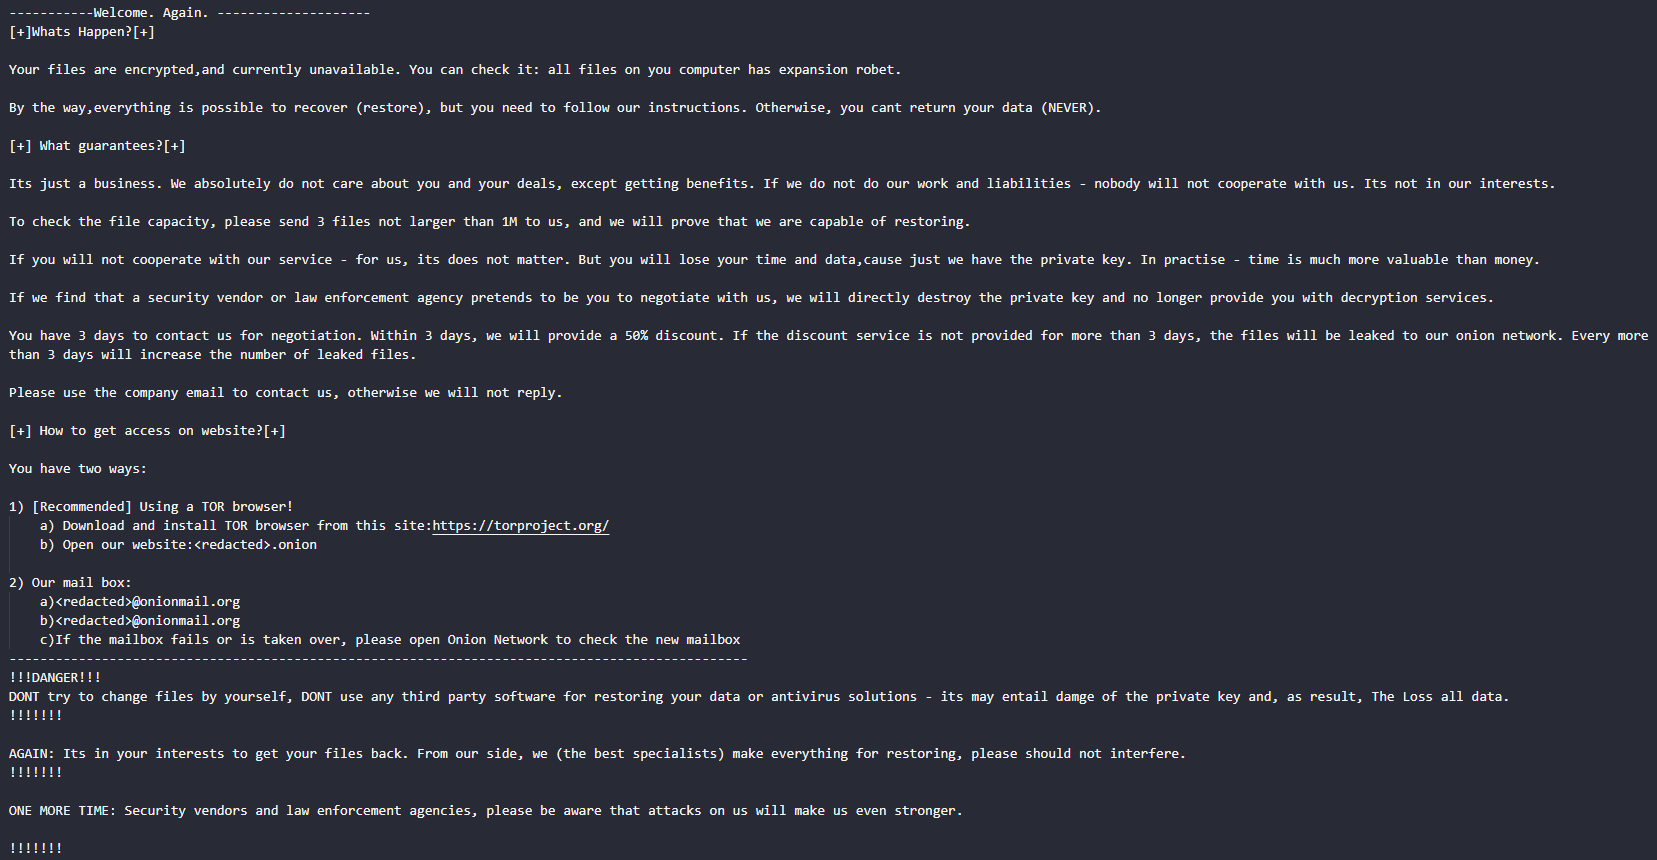 -----------Welcome. Again. --------------------
[+]Whats Happen?[+]
Your files are encrypted,and currently unavailable. You can check it: all files on you computer has expansion robet.
By the way,everything is possible to recover (restore), but you need to follow our instructions. Otherwise, you cant return your data (NEVER).
[+] What guarantees?[+]
Its just a business. We absolutely do not care about you and your deals, except getting benefits. If we do not do our work and liabilities - nobody will not cooperate with us. Its not in our interests.
To check the file capacity, please send 3 files not larger than 1M to us, and we will prove that we are capable of restoring.
If you will not cooperate with our service - for us, its does not matter. But you will lose your time and data,cause just we have the private key. In practise - time is much more valuable than money.
If we find that a security vendor or law enforcement agency pretends to be you to negotiate with us, we will directly destroy the private key and no longer provide you with decryption services.
You have 3 days to contact us for negotiation. Within 3 days, we will provide a 50% discount. If the discount service is not provided for more than 3 days, the files will be leaked to our onion network. Every more
than 3 days will increase the number of leaked files.
Please use the company email to contact us, otherwise we will not reply.
[+] How to get access on website?[+]
You have two ways:
1) [Recommended] Using a TOR browser!
a) Download and install TOR browser from this site:https://torproject.org/
b) Open our website:<redacted>.onion
2) Our mail box:
a)<redacted>@onionmail.org
b)<redacted>@onionmail.org
c)If the mailbox fails or is taken over, please open Onion Network to check the new mailbox
------------------------------------------------------------------------------------------------
!!!DANGER!!!
DONT try to change files by yourself, DONT use any third party software for restoring your data or antivirus solutions - its may entail damge of the private key and, as result, The Loss all data.
!!!!!!!
AGAIN: Its in your interests to get your files back. From our side, we (the best specialists) make everything for restoring, please should not interfere.
!!!!!!!
ONE MORE TIME: Security vendors and law enforcement agencies, please be aware that attacks on us will make us even stronger.
!!!!!!!